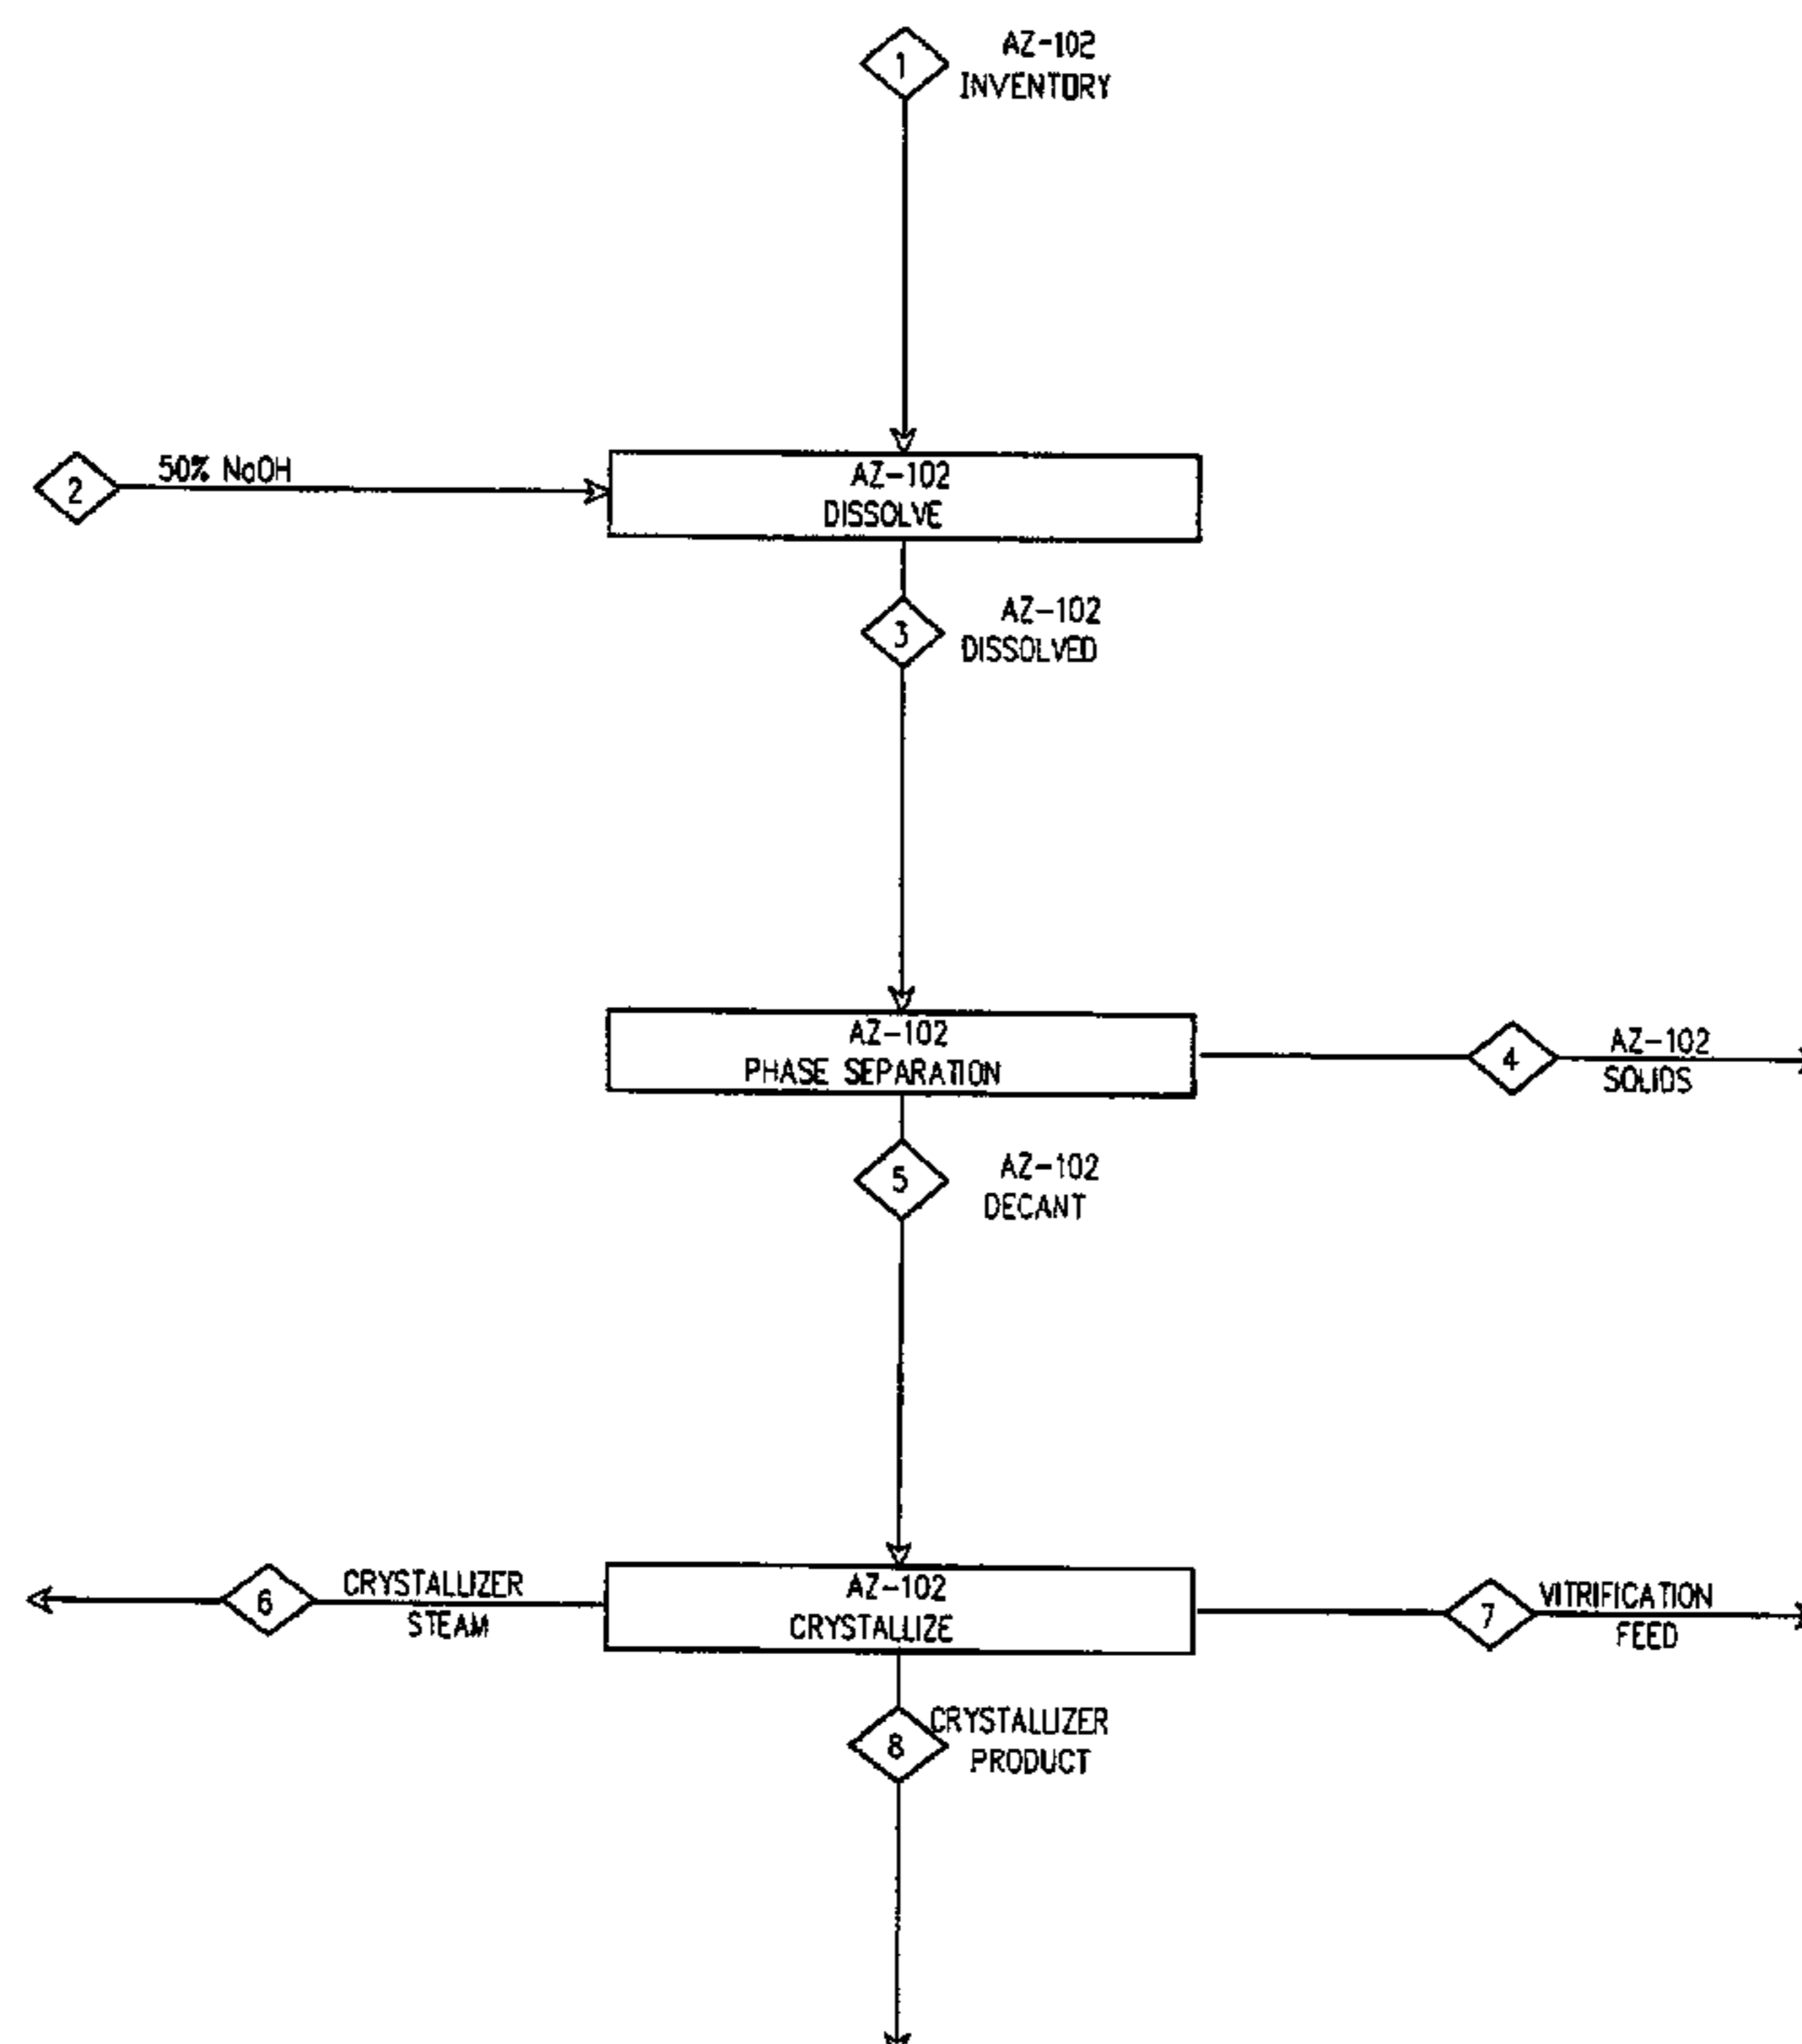 1
AZ-102
INVENTORY
2
50% NaOH
AZ-102
DISSOLVE
3
AZ-102
DISSOLVED
AZ-102
PHASE SEPARATION
4
AZ-102
SOLIDS
5
AZ-102
DECANT
6
CRYSTALLIZER
STEAM
AZ-102
CRYSTALLIZE
7
VITRIFICATION
FEED
8
CRYSTALLIZER
PRODUCT